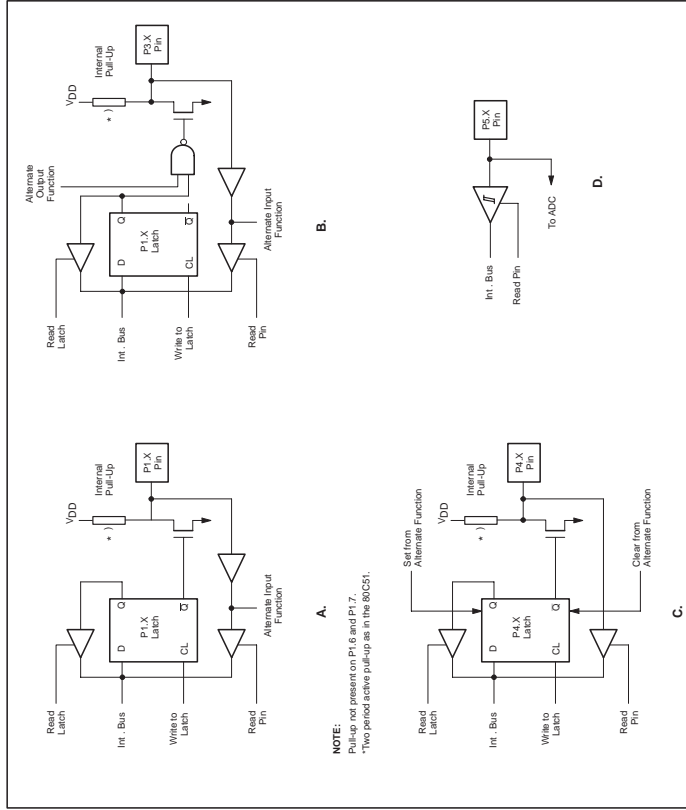 Read
Latch
Int . Bus
Write to
Latch
Read
Pin
D
Q
P1.X
Latch
CL
Q
VDD
* )
Internal
Pull-Up
P1.X
Pin
Alternate Input
Function
A.
Read
Latch
Int . Bus
Write to
Latch
Read
Pin
Alternate
Output
Function
D
Q
P1.X
Latch
CL
Q
VDD
* )
Internal
Pull-Up
P3.X
Pin
Alternate Input
Function
B.
NOTE:
Pull-up not present on P1.6 and P1.7.
*Two period active pull-up as in the 80C51.
Read
Latch
Int . Bus
Write to
Latch
Read
Pin
Set from
Alternate Function
D
Q
P4.X
Latch
CL
Q
VDD
* )
Internal
Pull-Up
P4.X
Pin
Clear from
Alternate Function
C.
Int . Bus
Read Pin
P5.X
Pin
To ADC
D.